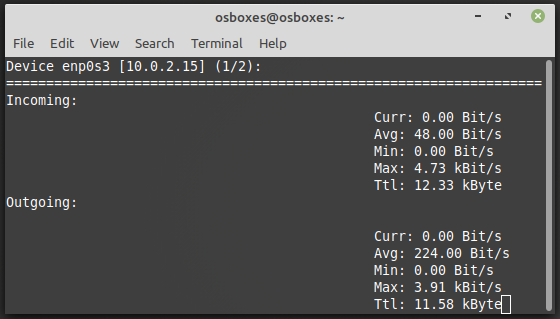 osboxes@osboxes: ~
File Edit View Search Terminal Help
Device enp0s3 [10.0.2.15] (1/2):
===================================================================
Incoming:
Curr: 0.00 Bit/s
Avg: 48.00 Bit/s
Min: 0.00 Bit/s
Max: 4.73 kBit/s
Ttl: 12.33 kByte
Outgoing:
Curr: 0.00 Bit/s
Avg: 224.00 Bit/s
Min: 0.00 Bit/s
Max: 3.91 kBit/s
Ttl: 11.58 kByte